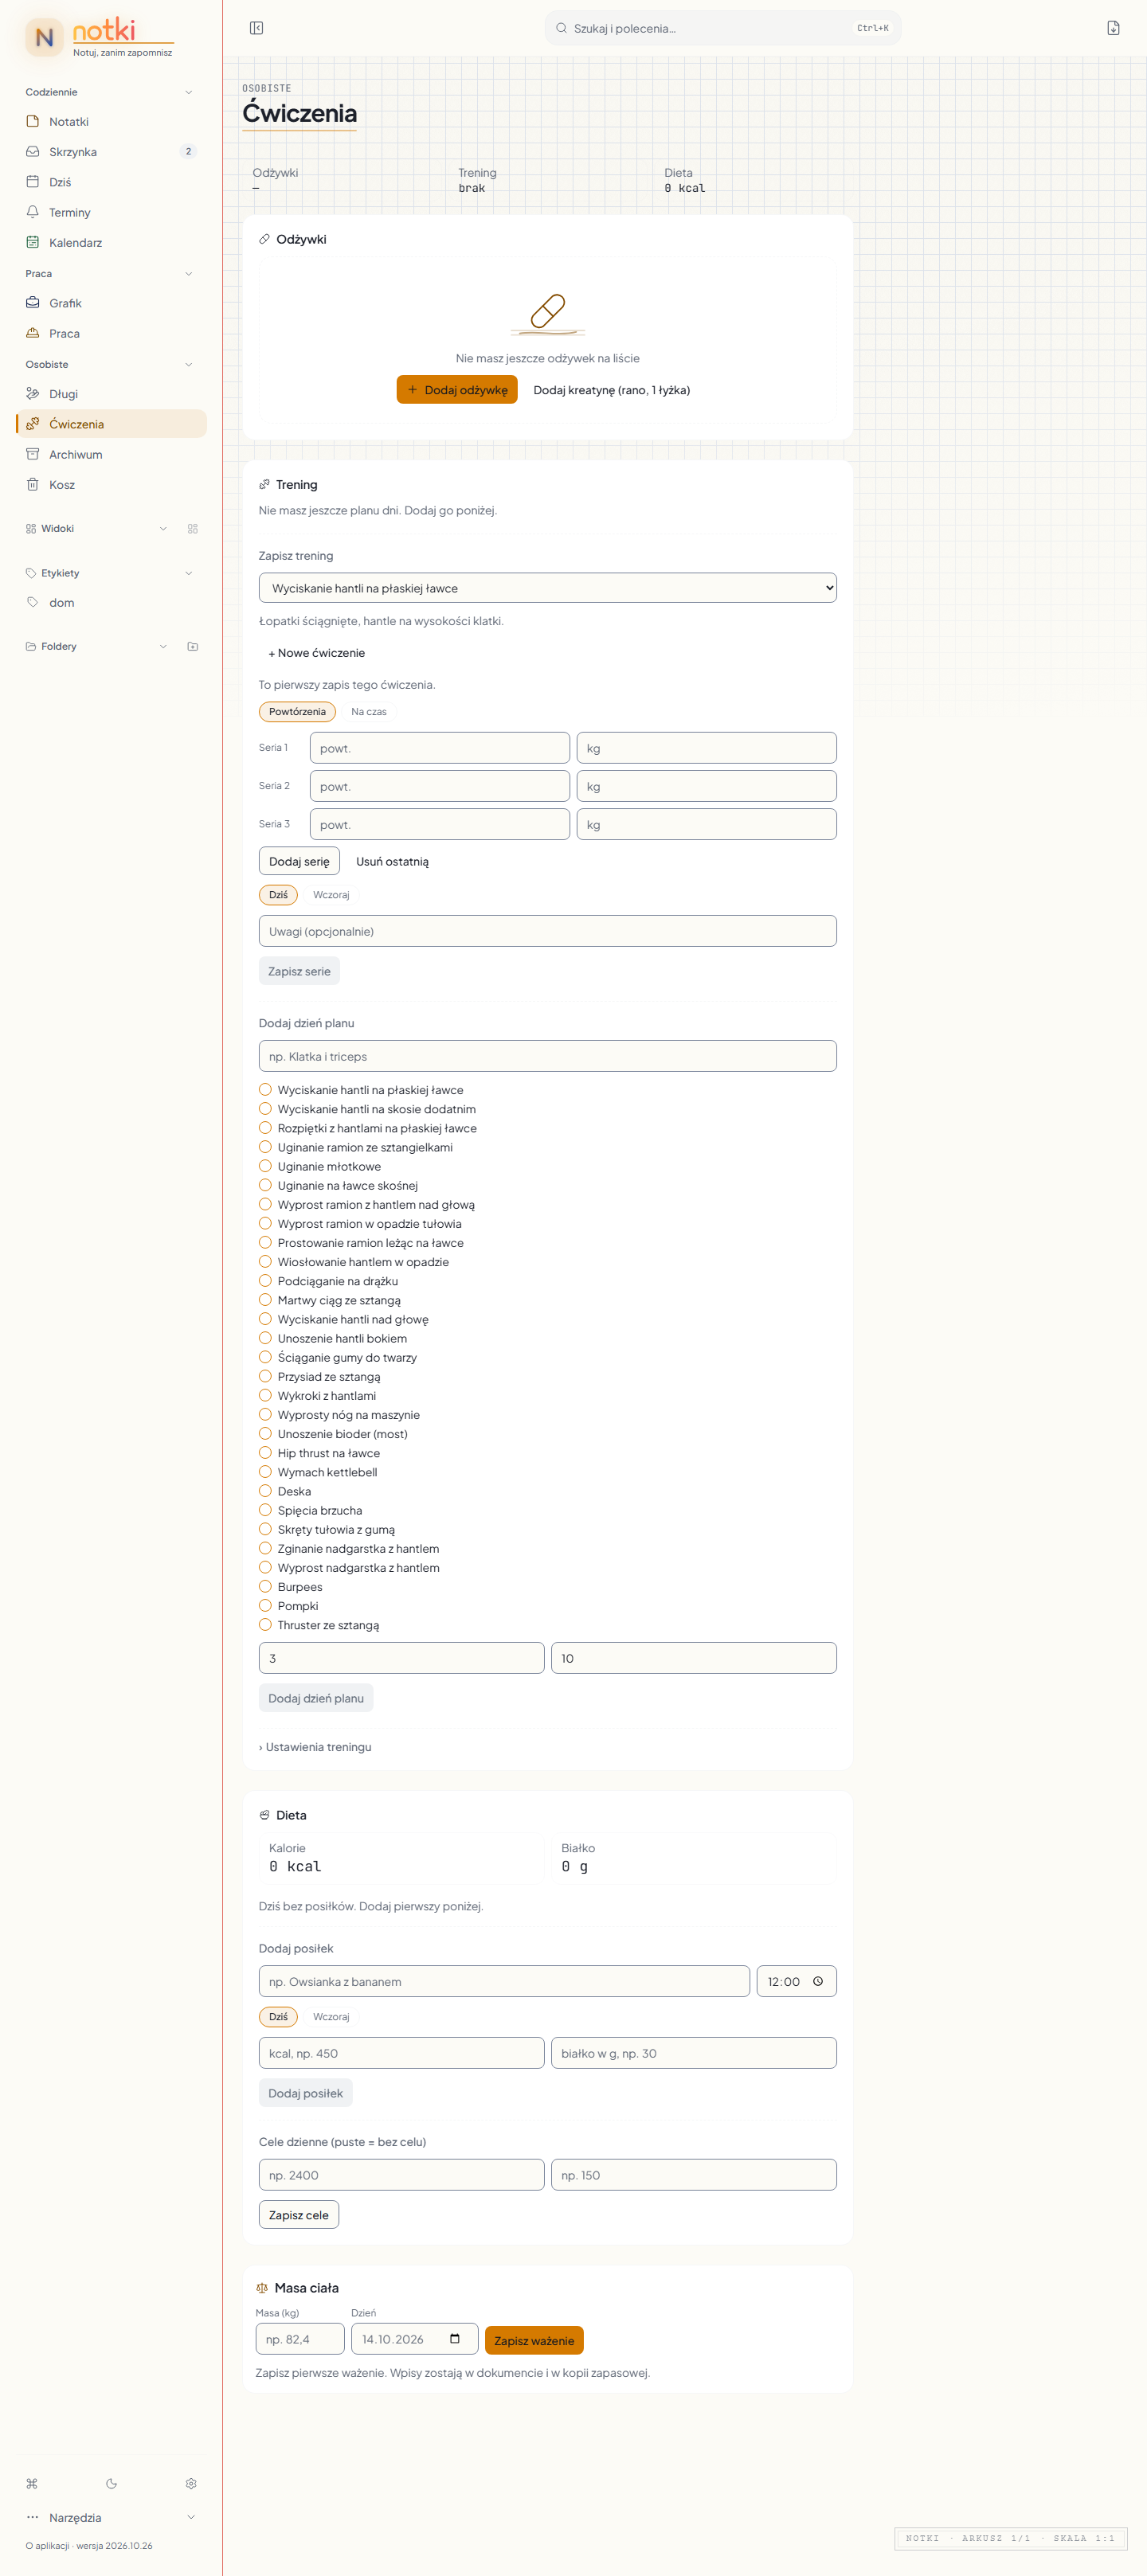 N
notki
Notuj, zanim zapomnisz
Codziennie
Notatki
Skrzynka 2
Dziś
Terminy
Kalendarz
Praca
Grafik
Praca
Osobiste
Długi
Ćwiczenia
Archiwum
Kosz
Widoki
Etykiety
dom
Foldery
Narzędzia
O aplikacji · wersja 2026.10.26
Szukaj i polecenia… Ctrl+K
OSOBISTE
Ćwiczenia
Odżywki Trening Dieta
— brak 0 kcal
Odżywki
Nie masz jeszcze odżywek na liście
+ Dodaj odżywkę Dodaj kreatynę (rano, 1 łyżka)
Trening
Nie masz jeszcze planu dni. Dodaj go poniżej.
Zapisz trening
Wyciskanie hantli na płaskiej ławce
Łopatki ściągnięte, hantle na wysokości klatki.
+ Nowe ćwiczenie
To pierwszy zapis tego ćwiczenia.
Powtórzenia Na czas
Seria 1 powt. kg
Seria 2 powt. kg
Seria 3 powt. kg
Dodaj serię Usuń ostatnią
Dziś Wczoraj
Uwagi (opcjonalnie)
Zapisz serie
Dodaj dzień planu
np. Klatka i triceps
Wyciskanie hantli na płaskiej ławce
Wyciskanie hantli na skosie dodatnim
Rozpiętki z hantlami na płaskiej ławce
Uginanie ramion ze sztangielkami
Uginanie młotkowe
Uginanie na ławce skośnej
Wyprost ramion z hantlem nad głową
Wyprost ramion w opadzie tułowia
Prostowanie ramion leżąc na ławce
Wiosłowanie hantlem w opadzie
Podciąganie na drążku
Martwy ciąg ze sztangą
Wyciskanie hantli nad głowę
Unoszenie hantli bokiem
Ściąganie gumy do twarzy
Przysiad ze sztangą
Wykroki z hantlami
Wyprosty nóg na maszynie
Unoszenie bioder (most)
Hip thrust na ławce
Wymach kettlebell
Deska
Spięcia brzucha
Skręty tułowia z gumą
Zginanie nadgarstka z hantlem
Wyprost nadgarstka z hantlem
Burpees
Pompki
Thruster ze sztangą
3 10
Dodaj dzień planu
› Ustawienia treningu
Dieta
Kalorie Białko
0 kcal 0 g
Dziś bez posiłków. Dodaj pierwszy poniżej.
Dodaj posiłek
np. Owsianka z bananem 12:00
Dziś Wczoraj
kcal, np. 450 białko w g, np. 30
Dodaj posiłek
Cele dzienne (puste = bez celu)
np. 2400 np. 150
Zapisz cele
Masa ciała
Masa (kg) Dzień
np. 82,4 14.10.2026 Zapisz ważenie
Zapisz pierwsze ważenie. Wpisy zostają w dokumencie i w kopii zapasowej.
NOTKI · ARKUSZ 1/1 · SKALA 1:1